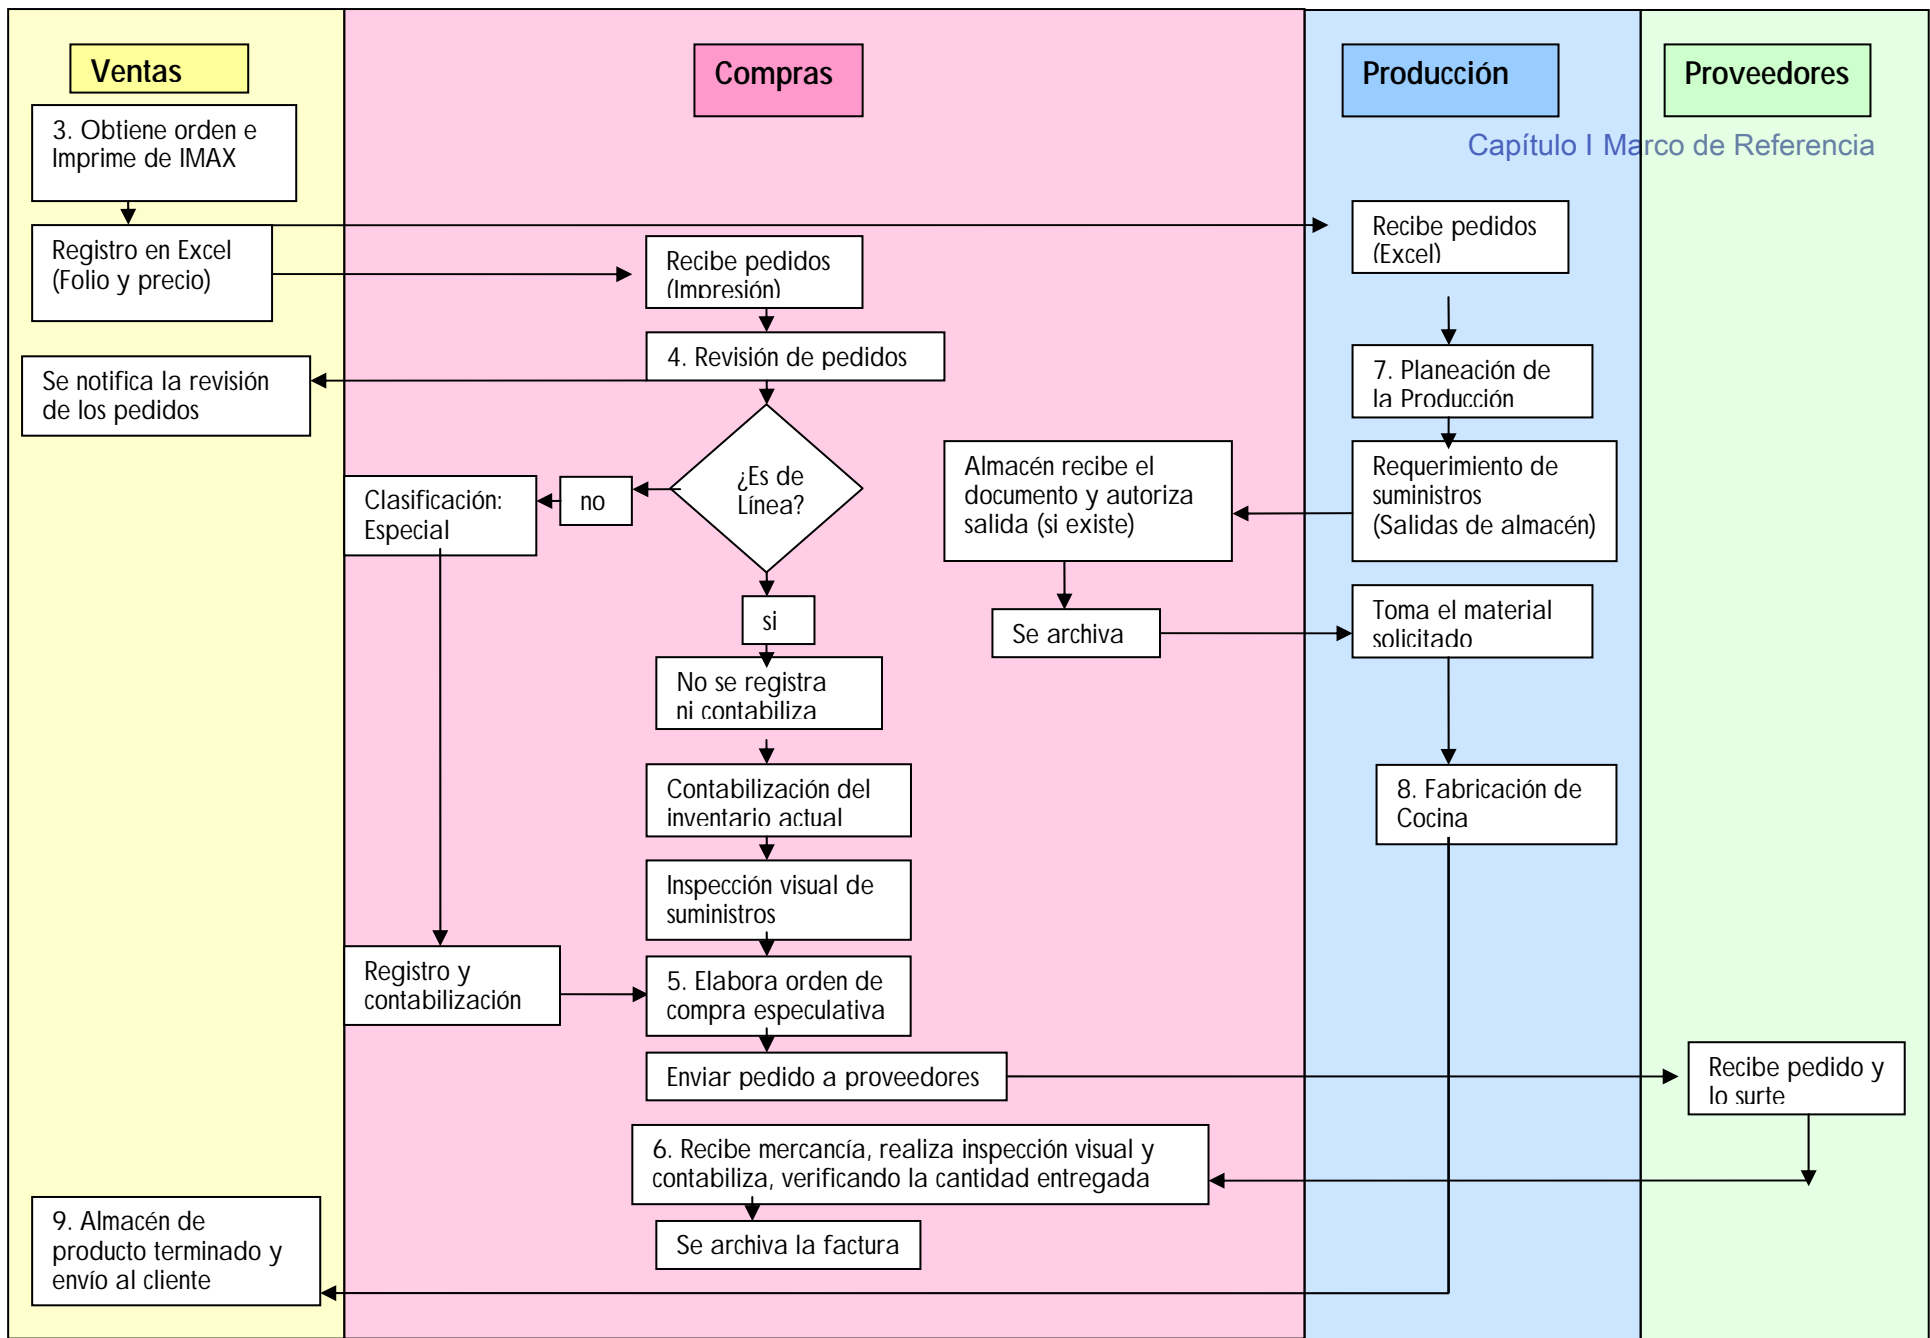 Ventas
Compras
Producción
Proveedores
Capítulo I Marco de Referencia
3. Obtiene orden e
Imprime de IMAX
Registro en Excel
(Folio y precio)
Recibe pedidos
(Impresión)
Recibe pedidos
(Excel)
4. Revisión de pedidos
Se notifica la revisión
de los pedidos
7. Planeación de
la Producción
¿Es de
Línea?
no
Clasificación:
Especial
Almacén recibe el
documento y autoriza
salida (si existe)
Requerimiento de
suministros
(Salidas de almacén)
si
Se archiva
Toma el material
solicitado
No se registra
ni contabiliza
Contabilización del
inventario actual
8. Fabricación de
Cocina
Inspección visual de
suministros
Registro y
contabilización
5. Elabora orden de
compra especulativa
Enviar pedido a proveedores
Recibe pedido y
lo surte
6. Recibe mercancía, realiza inspección visual y
contabiliza, verificando la cantidad entregada
Se archiva la factura
9. Almacén de
producto terminado y
envío al cliente